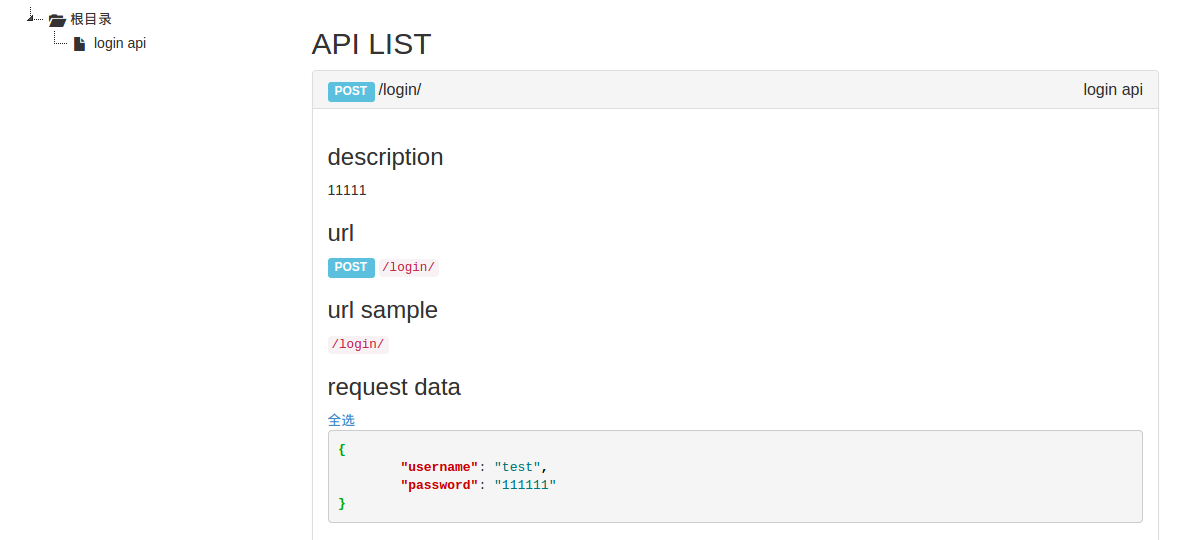 根目录
login api
API LIST
POST /login/ login api
description
11111
url
POST /login/
url sample
/login/
request data
全选
{
"username": "test",
"password": "111111"
}